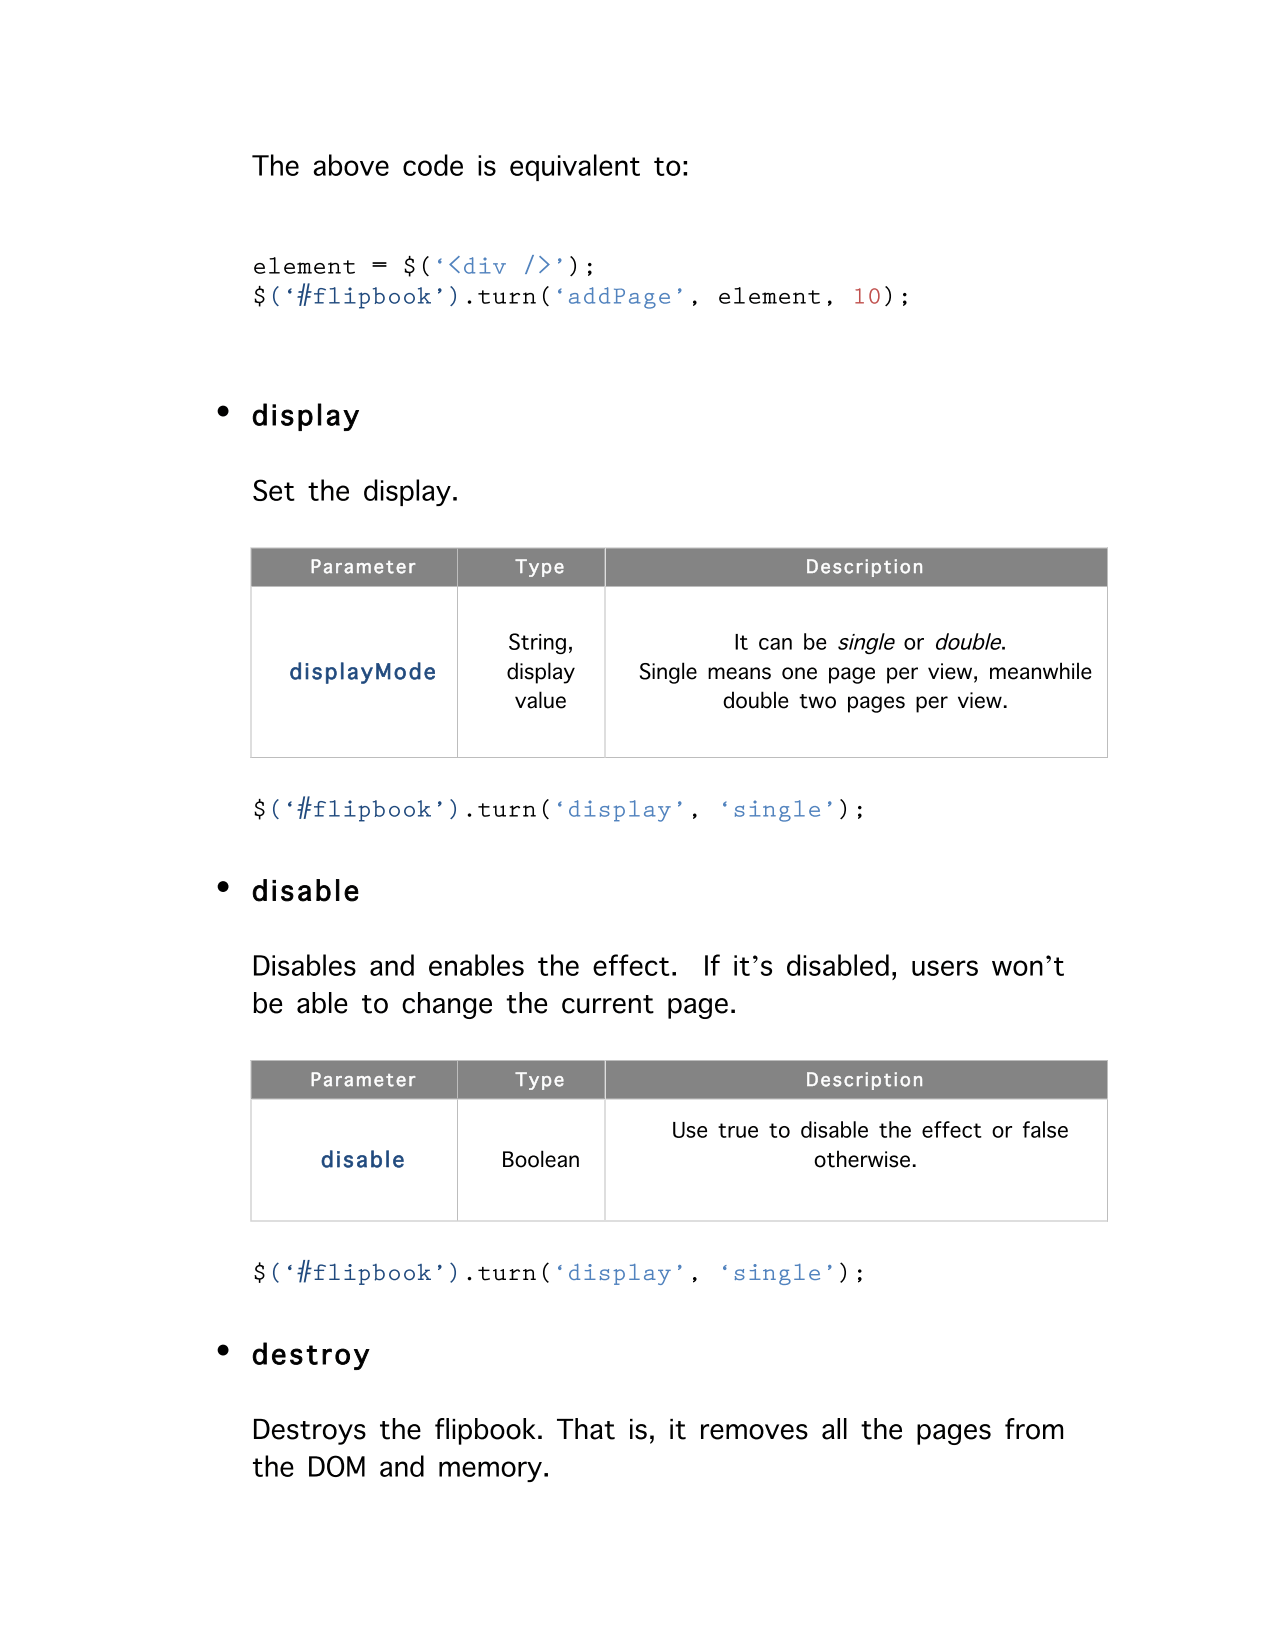 The above code is equivalent to:
element = $(‘<div />’);
$(‘#flipbook’).turn(‘addPage’, element, 10);
• display
Set the display.
Parameter Type Description
displayMode
String,
display
value
It can be single or double.
Single means one page per view, meanwhile
double two pages per view.
$(‘#flipbook’).turn(‘display’, ‘single’);
• disable
Disables and enables the effect.  If it’s disabled, users won’t
be able to change the current page.
Parameter Type Description
disable
Boolean
Use true to disable the effect or false
otherwise.
$(‘#flipbook’).turn(‘display’, ‘single’);
• destroy
Destroys the flipbook. That is, it removes all the pages from
the DOM and memory.